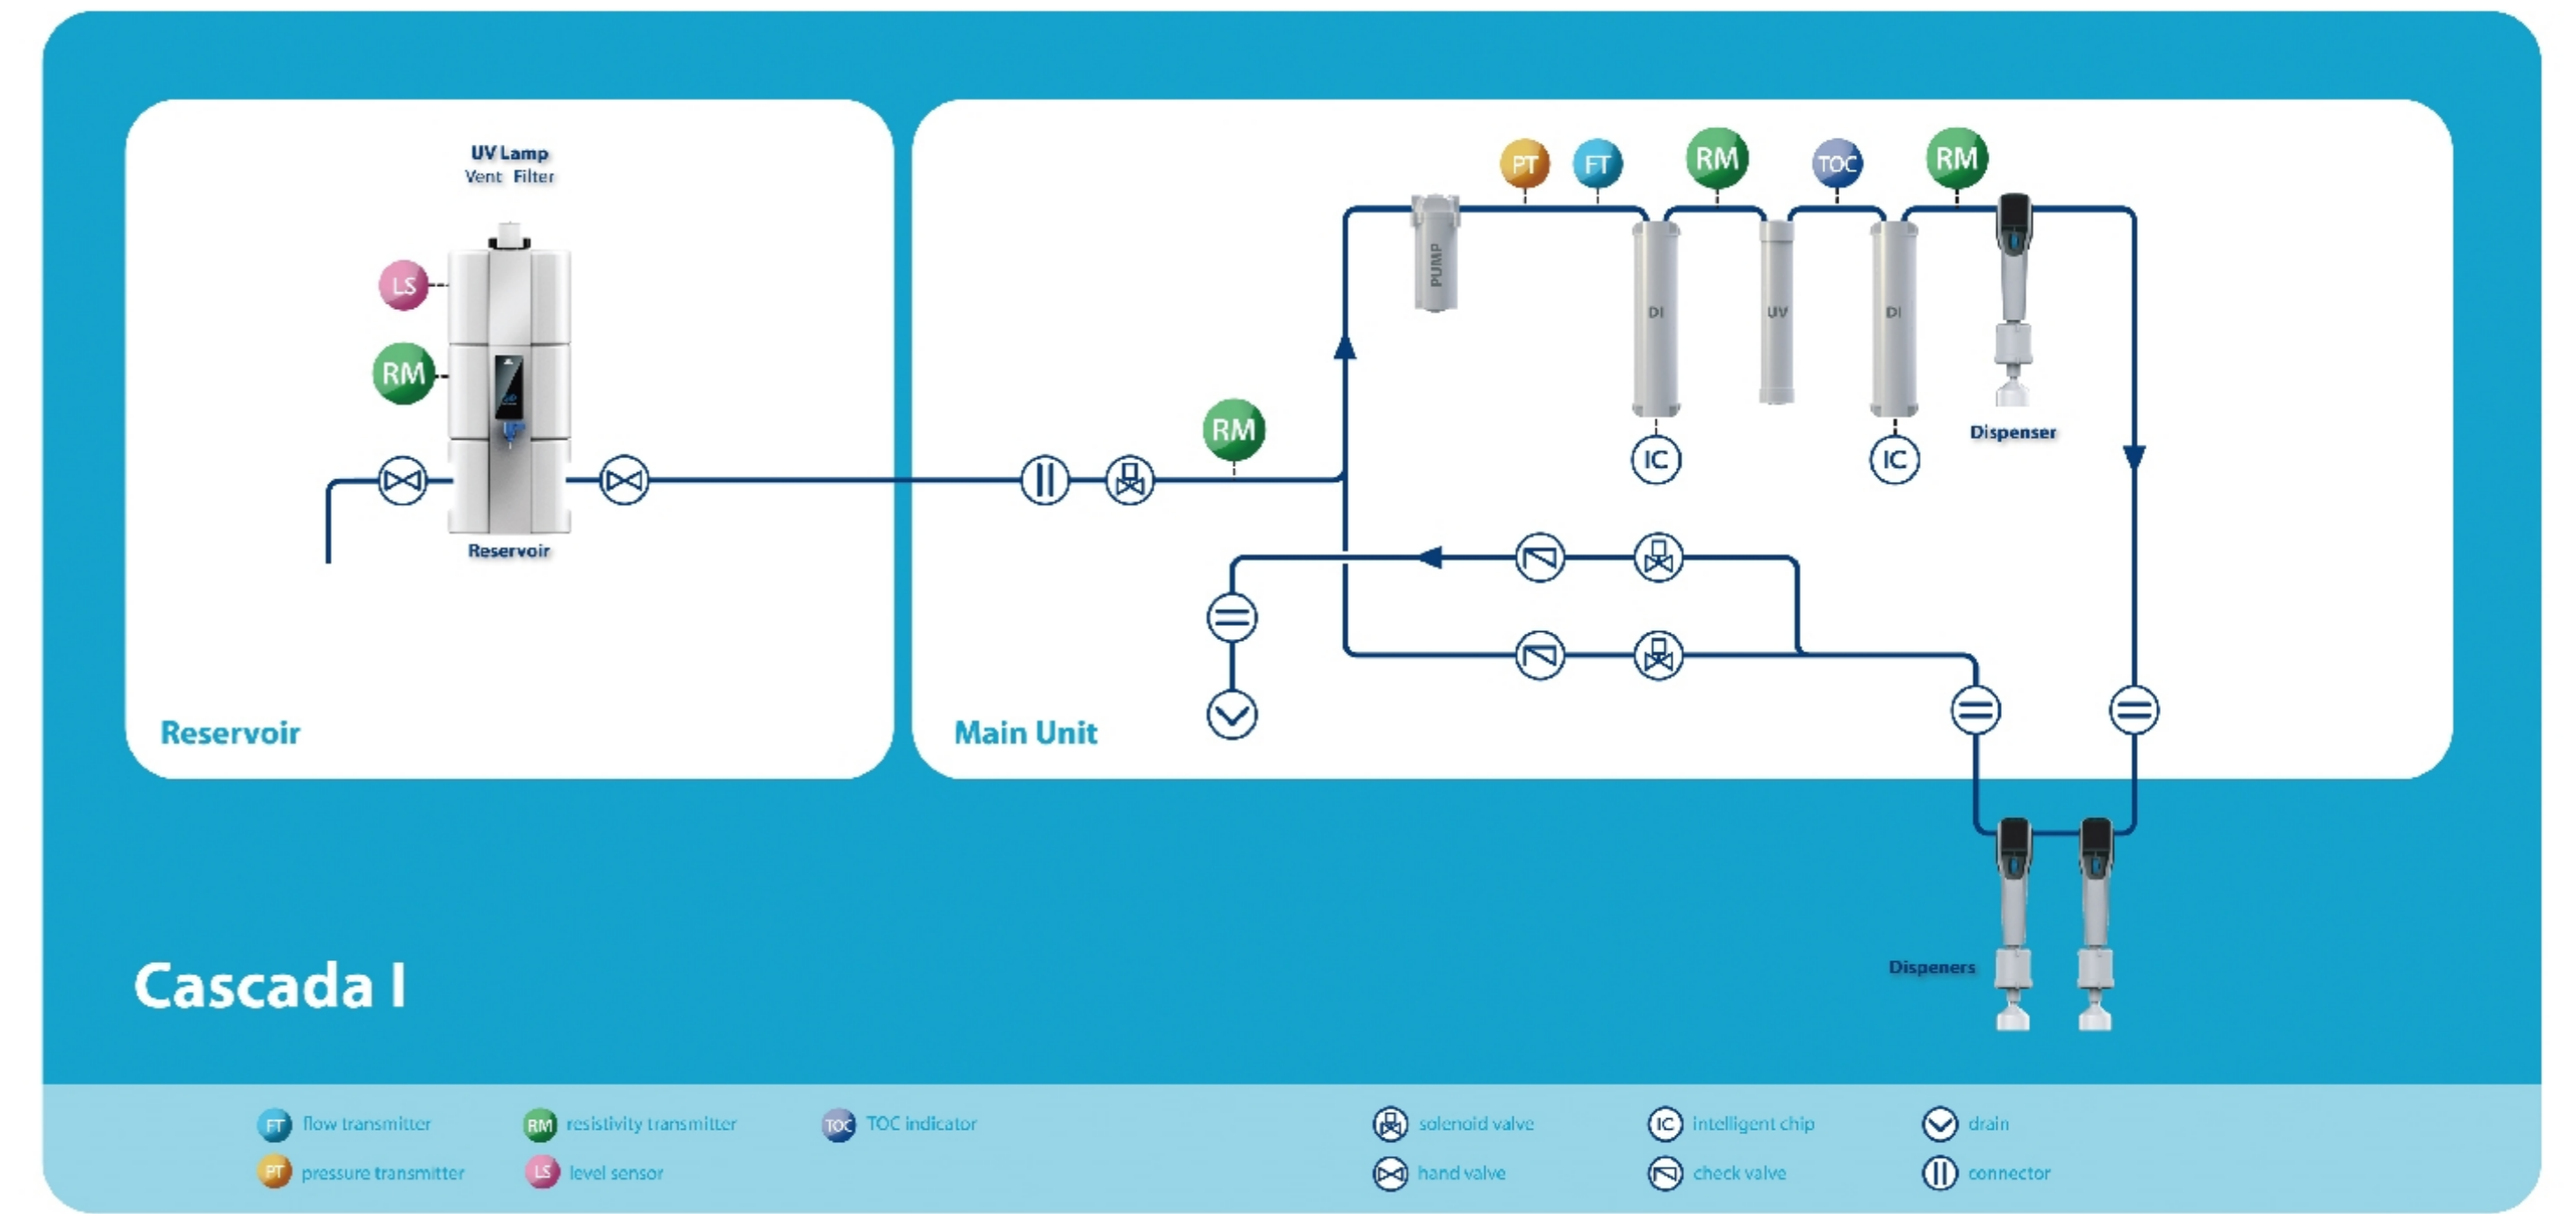 UV Lamp
Vent Filter
LS
RM
Reservoir
Reservoir
PT
FT
RM
TOC
RM
PUMP
DI
UV
DI
IC
IC
Dispenser
RM
Main Unit
Dispeners
Cascada I
FT flow transmitter
RM resistivity transmitter
TOC TOC indicator
solenoid valve
IC intelligent chip
drain
PT pressure transmitter
LS level sensor
hand valve
check valve
connector